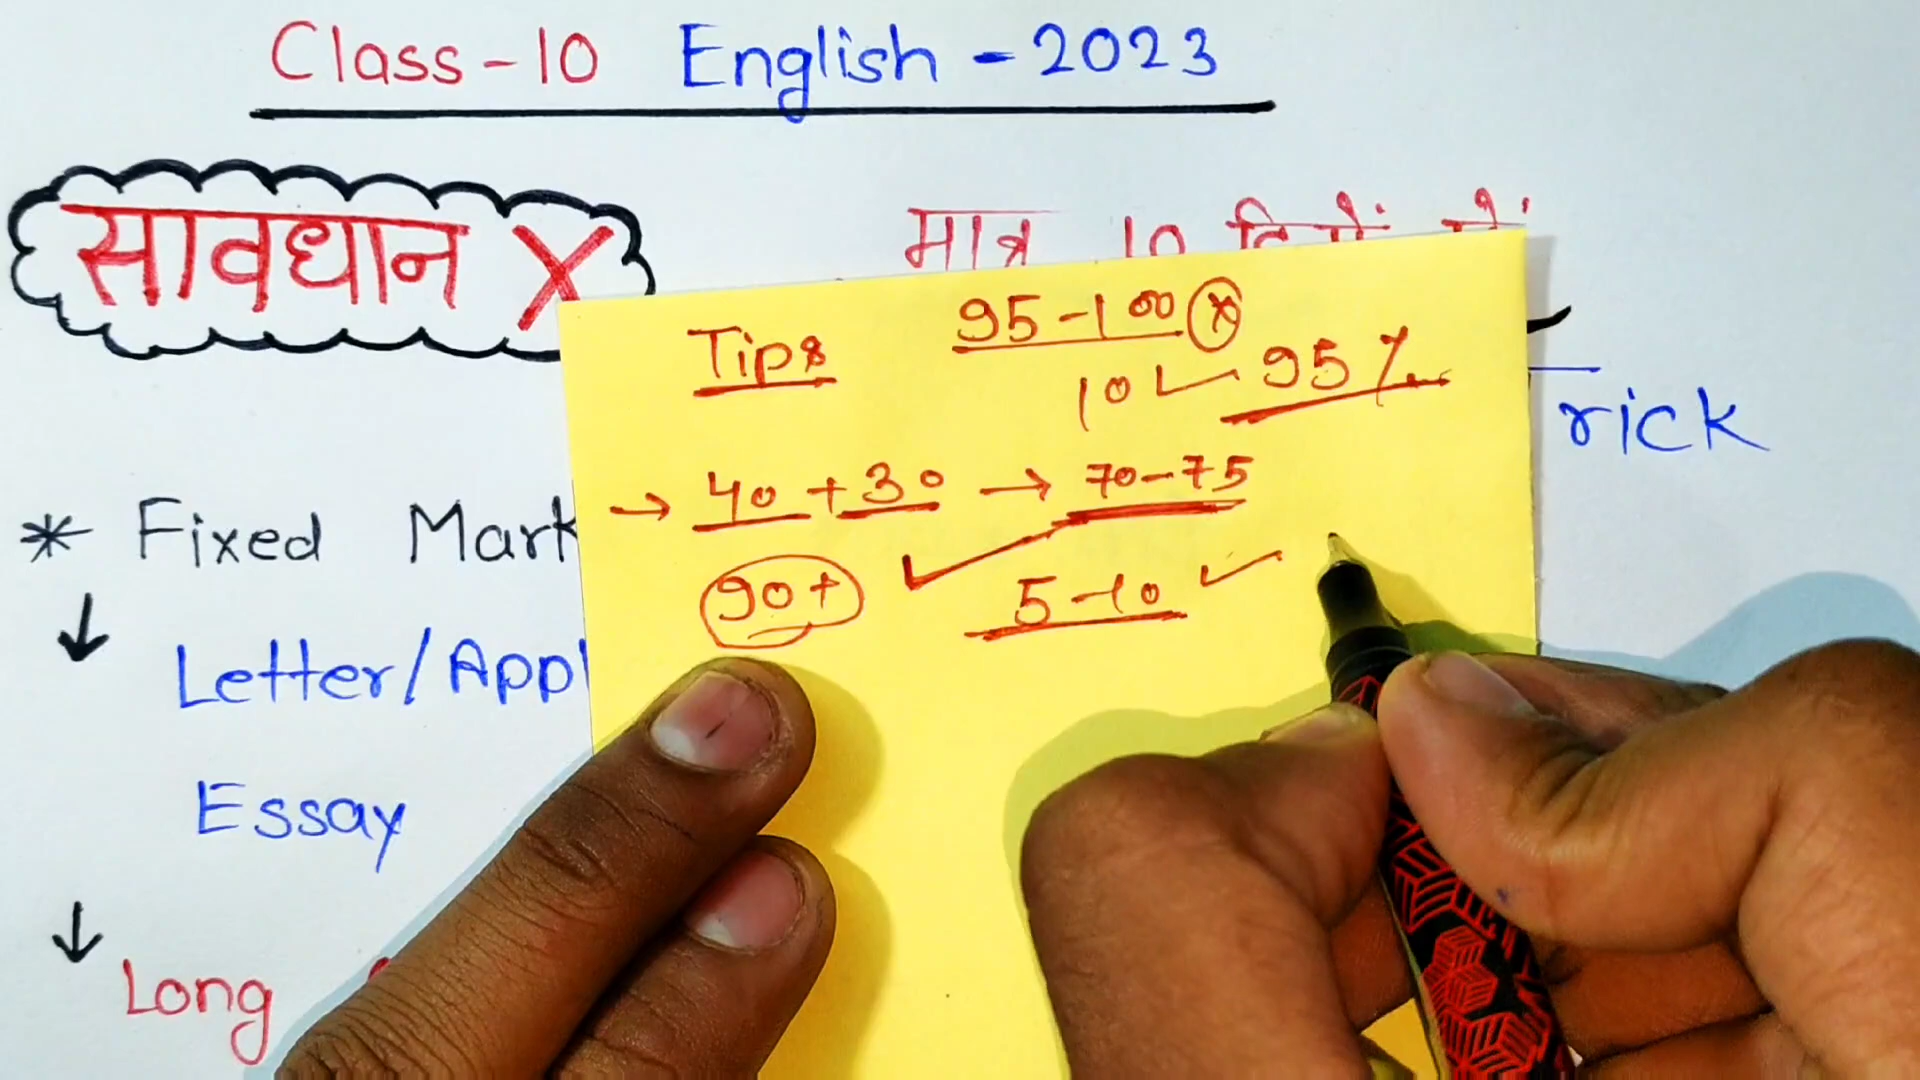 Class-10 English - 2023
सावधान X
मात्र 10 दिनों में
Tips
95-100
10 ✓ 95%
rick
→ 40 + 30 → 70-75
* Fixed Mark
90+ ✓ 5-10 ✓
↓
Letter/Appl
Essay
↓
Long